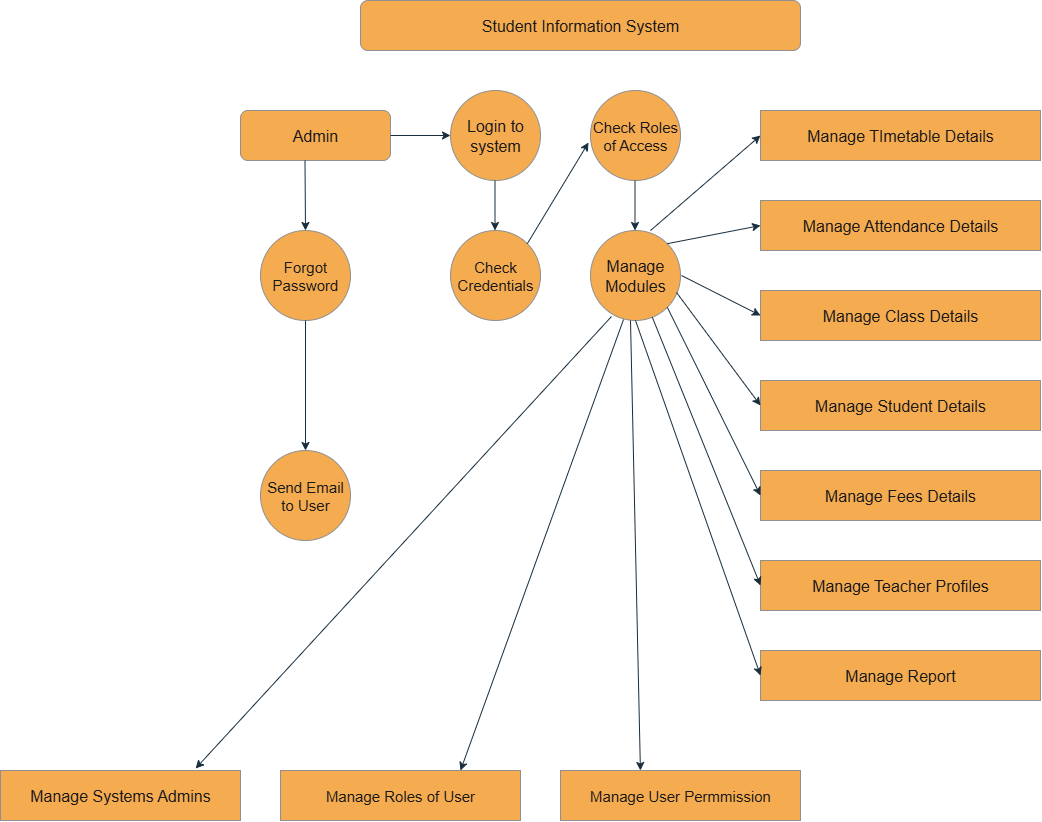 Student Information System
Admin
Login to
system
Check Roles
of Access
Manage TImetable Details
Manage Attendance Details
Forgot
Password
Check
Credentials
Manage
Modules
Manage Class Details
Manage Student Details
Send Email
to User
Manage Fees Details
Manage Teacher Profiles
Manage Report
Manage Systems Admins
Manage Roles of User
Manage User Permmission